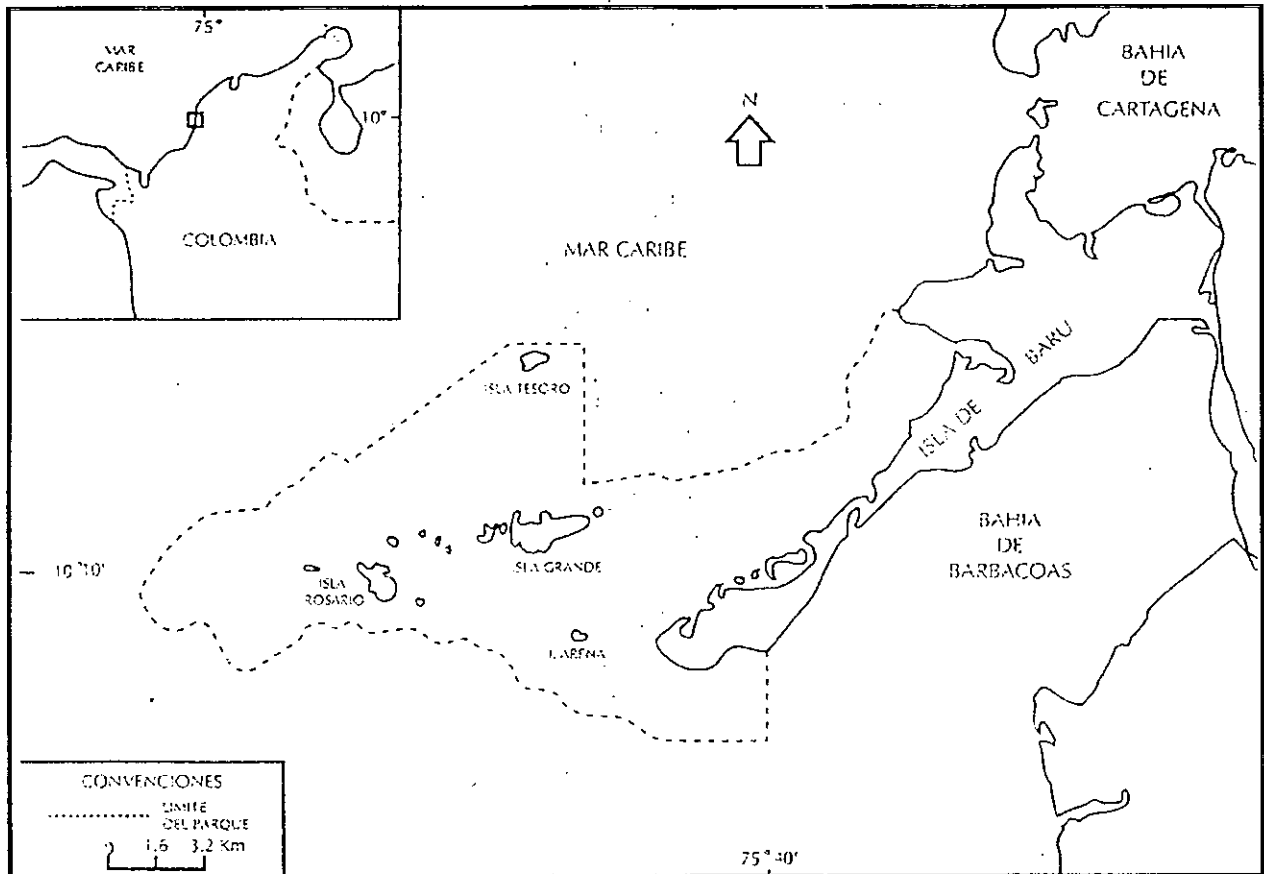 75°
MAR
CARIBE
10°
COLOMBIA
N
MAR CARIBE
BAHIA
DE
CARTAGENA
ISLA TESORO
ISLA DE BARU
ISLA GRANDE
BAHIA
DE
BARBACOAS
10°10'
ISLA
ROSARIO
I. ARENA
CONVENCIONES
LIMITE
DEL PARQUE
0 1.6 3.2 Km
75°40'